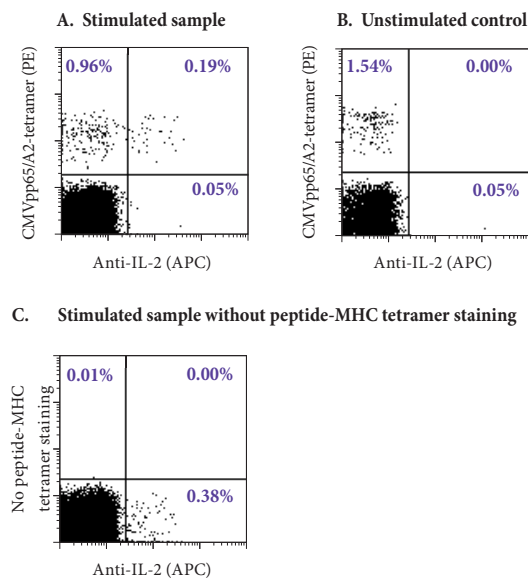 A. Stimulated sample
CMVpp65/A2-tetramer (PE)
0.96%
0.19%
0.05%
Anti-IL-2 (APC)
B. Unstimulated control
CMVpp65/A2-tetramer (PE)
1.54%
0.00%
0.05%
Anti-IL-2 (APC)
C. Stimulated sample without peptide-MHC tetramer staining
No peptide-MHC
tetramer staining
0.01%
0.00%
0.38%
Anti-IL-2 (APC)